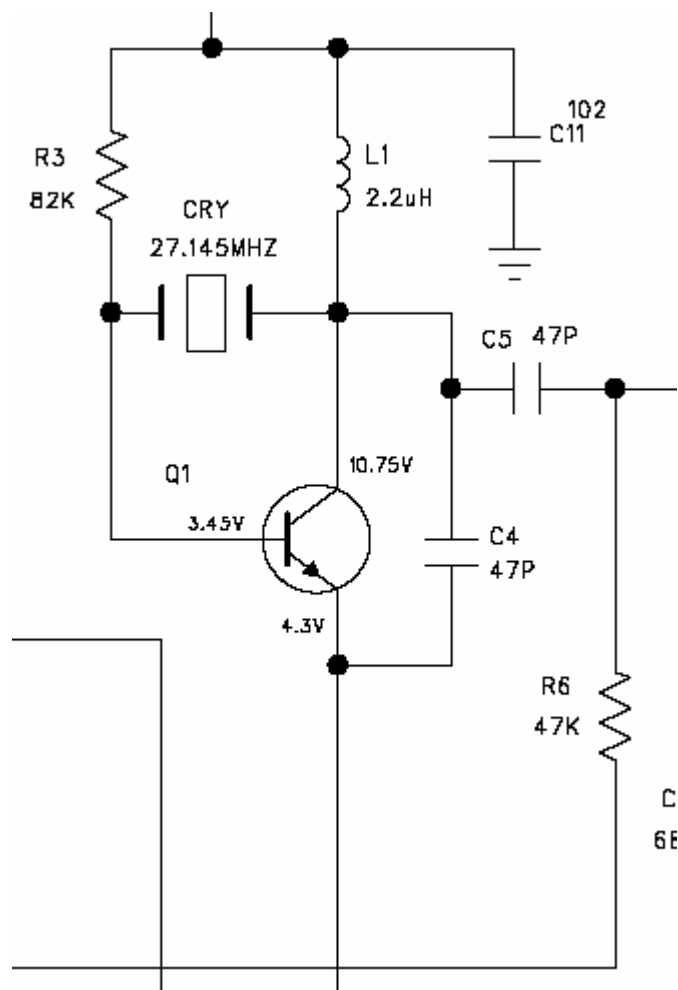 102
C11
R3
82K
L1
2.2uH
CRY
27.145MHZ
C5 47P
Q1
10.75V
3.45V
C4
47P
4.3V
R6
47K
C